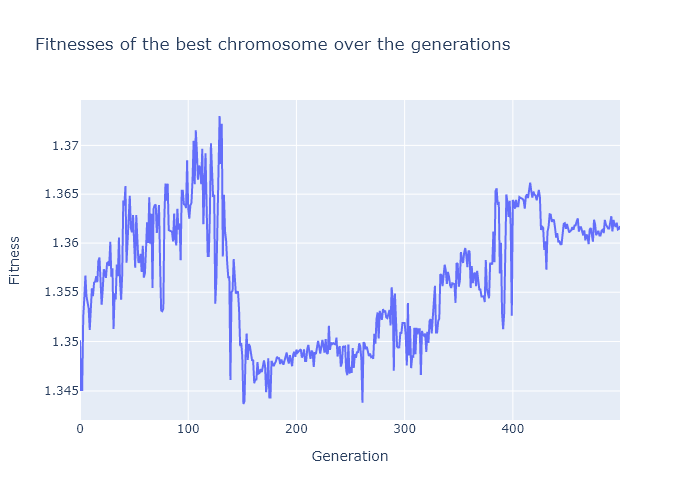 Fitnesses of the best chromosome over the generations
1.37
1.365
1.36
1.355
1.35
1.345
Fitness
0 100 200 300 400
Generation